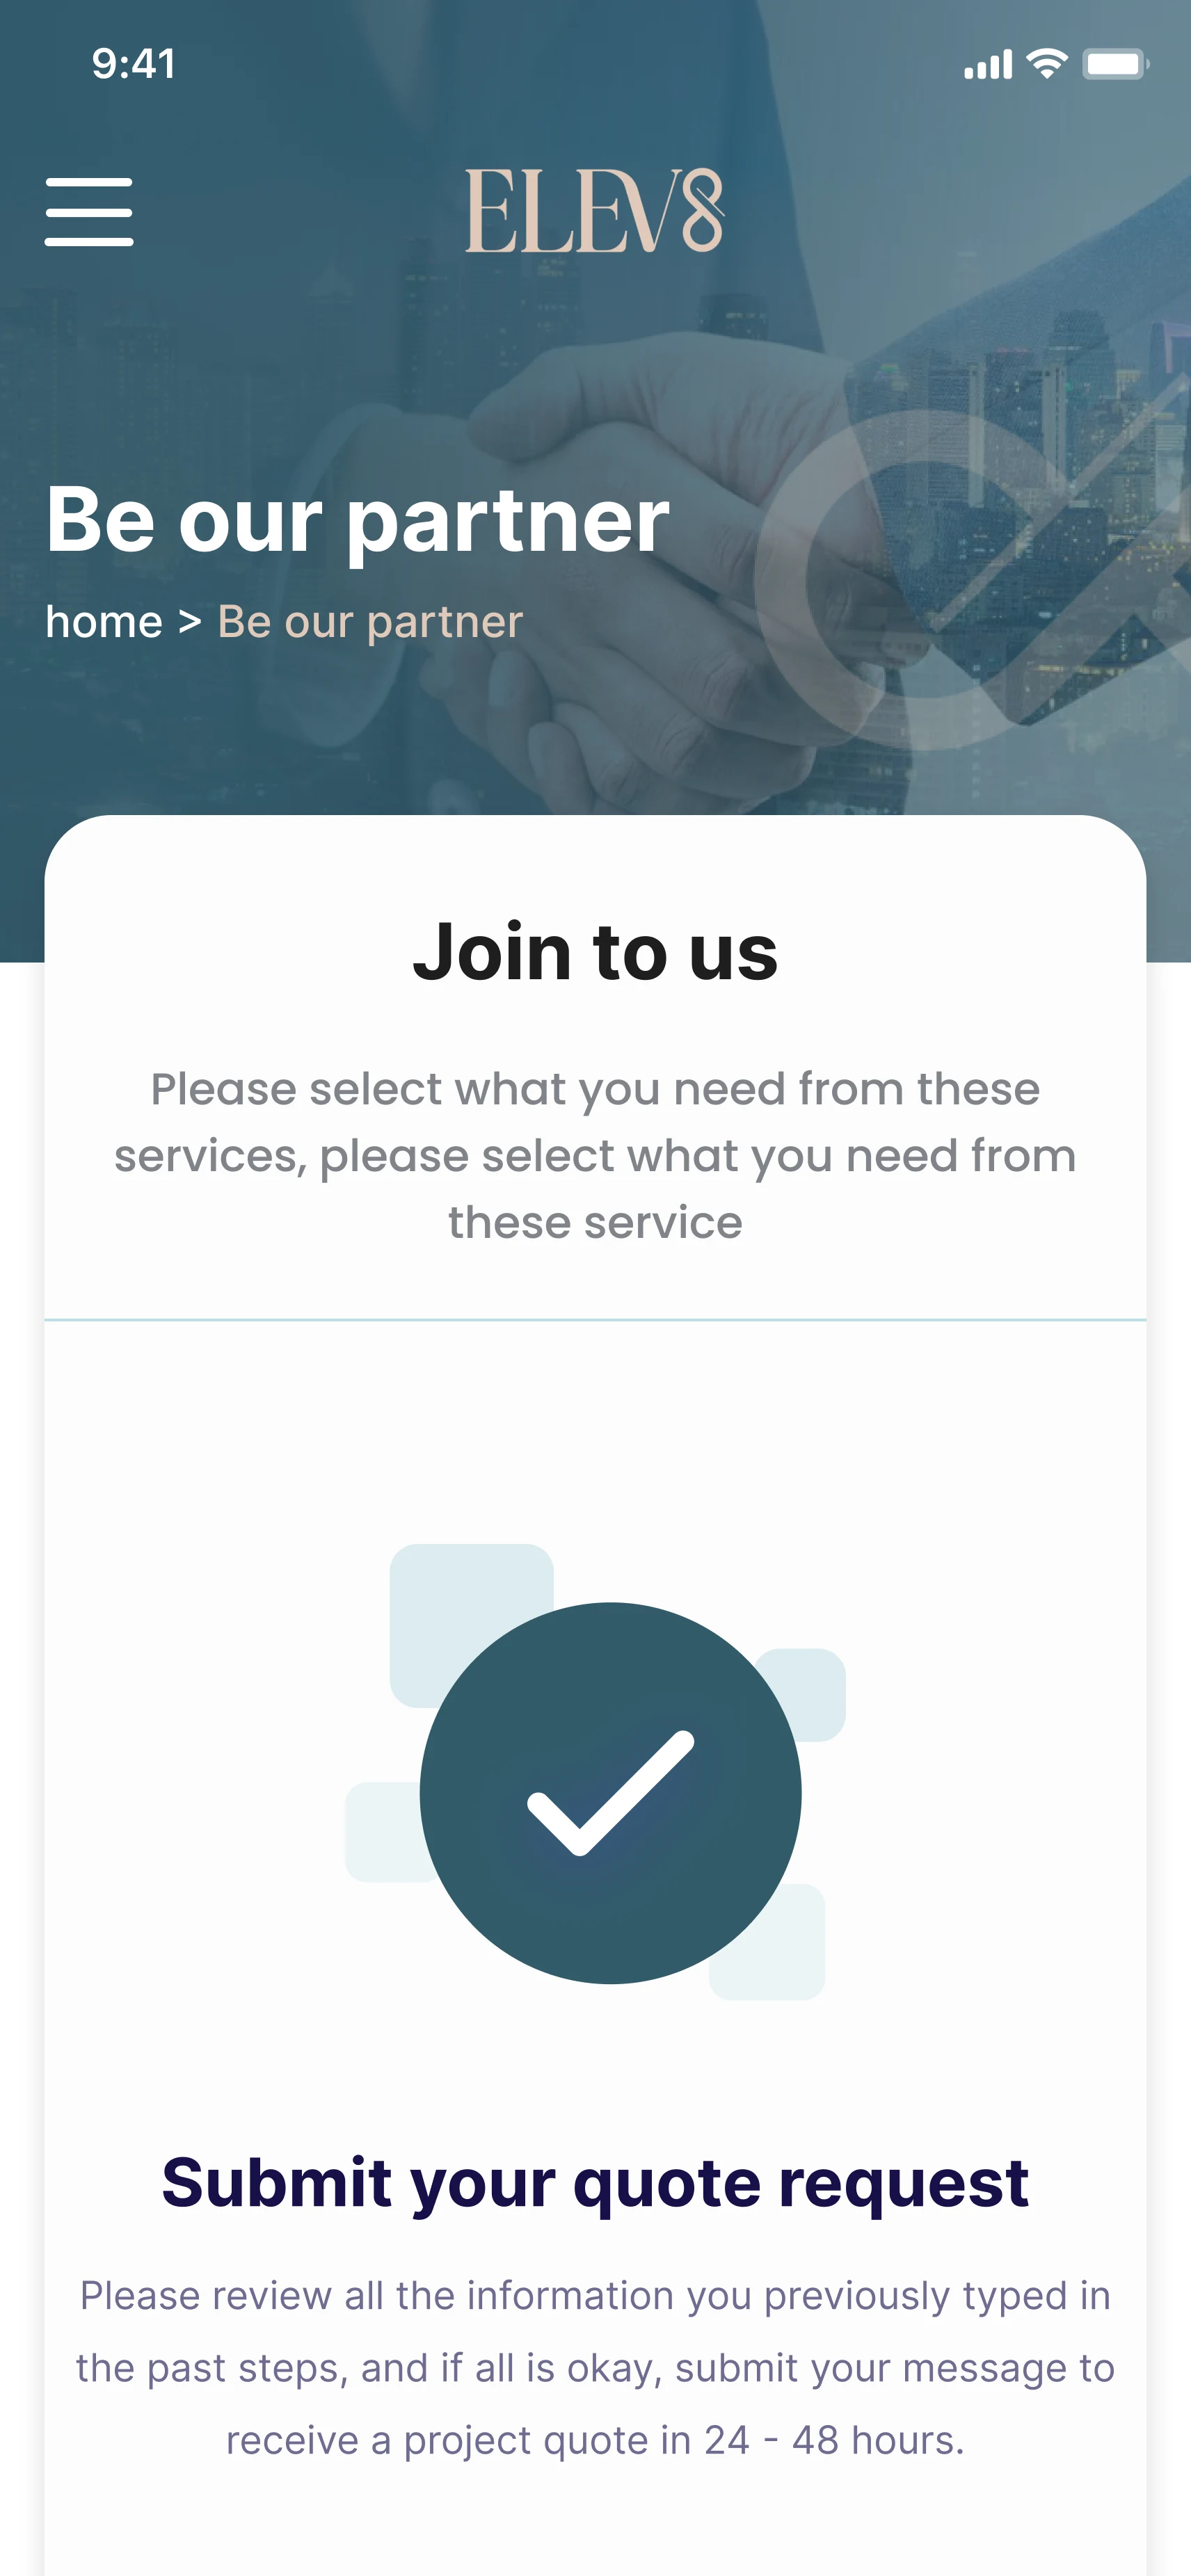 9:41
ELEV8
Be our partner
home > Be our partner
Join to us
Please select what you need from these
services, please select what you need from
these service
Submit your quote request
Please review all the information you previously typed in
the past steps, and if all is okay, submit your message to
receive a project quote in 24 - 48 hours.